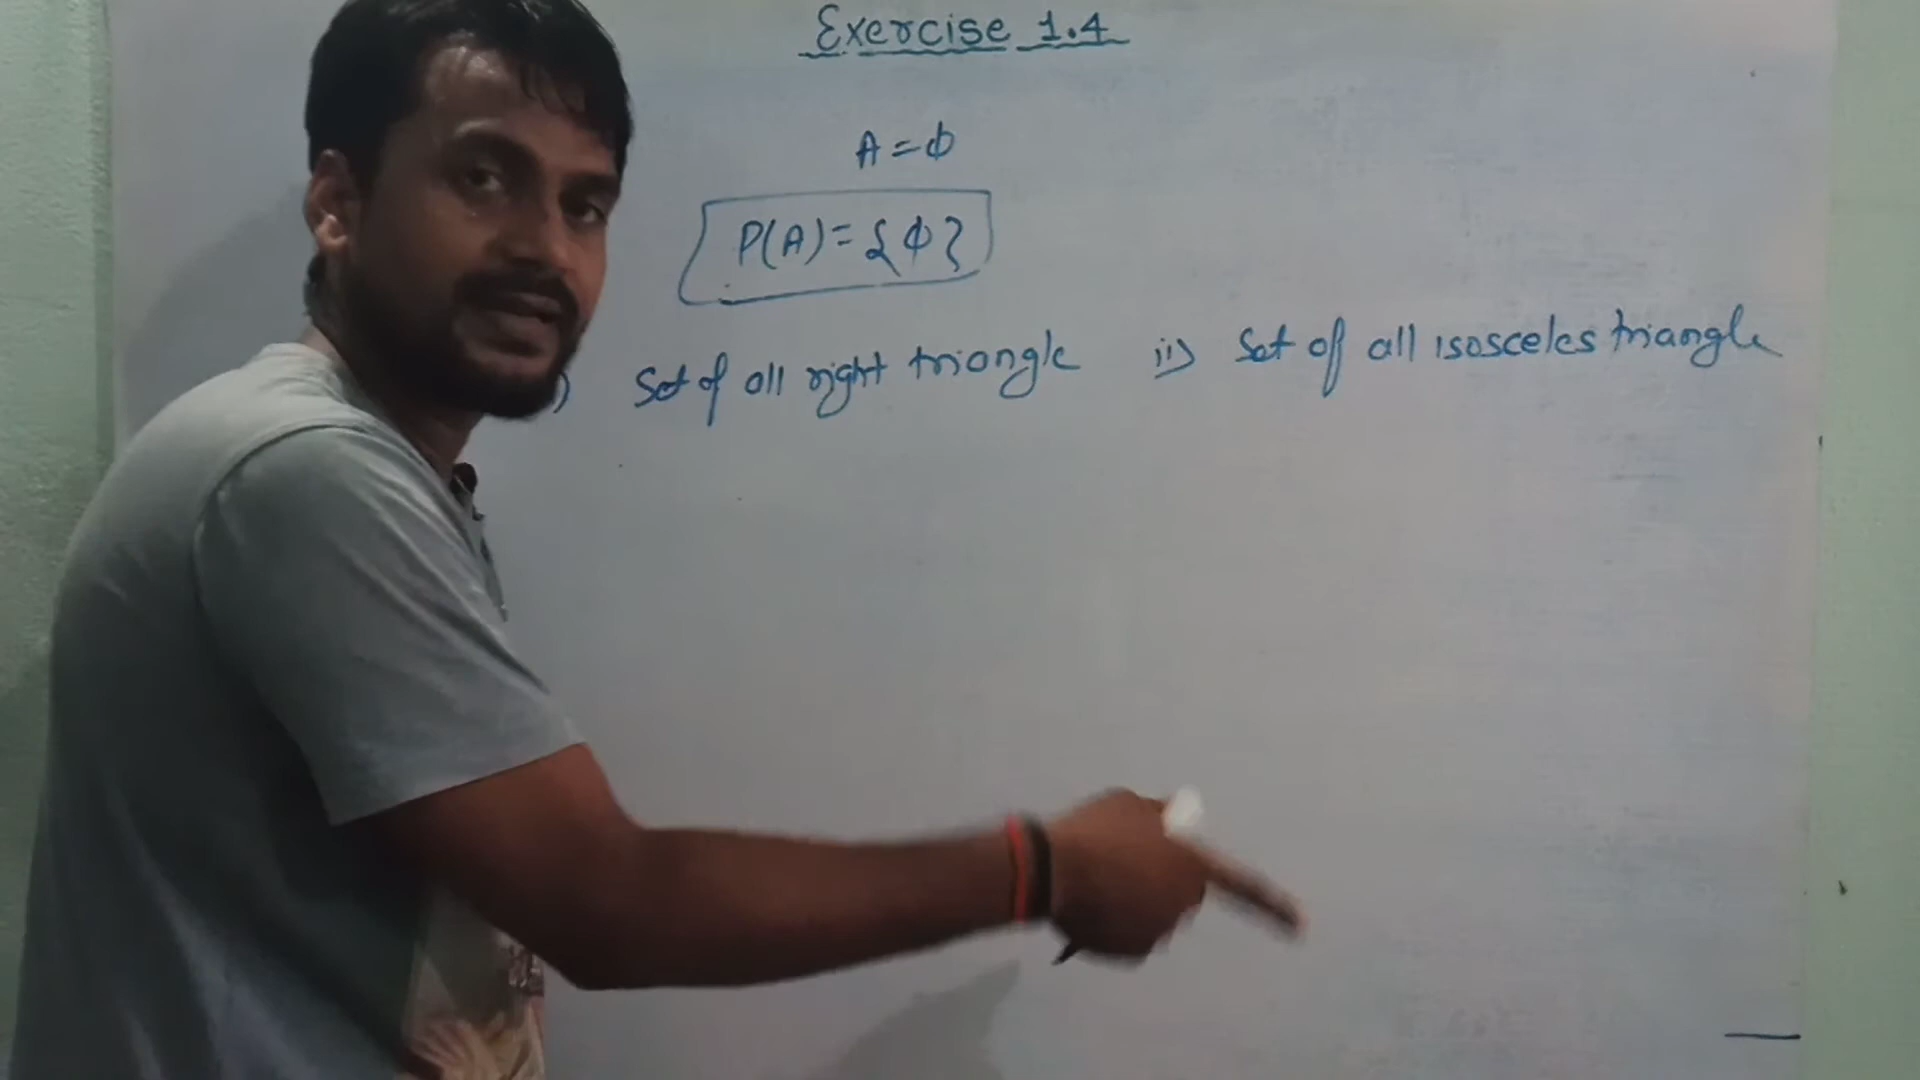 Exercise 1.4
A = ϕ
P(A) = {ϕ}
) Set of all right triangle ii) Set of all isosceles triangle